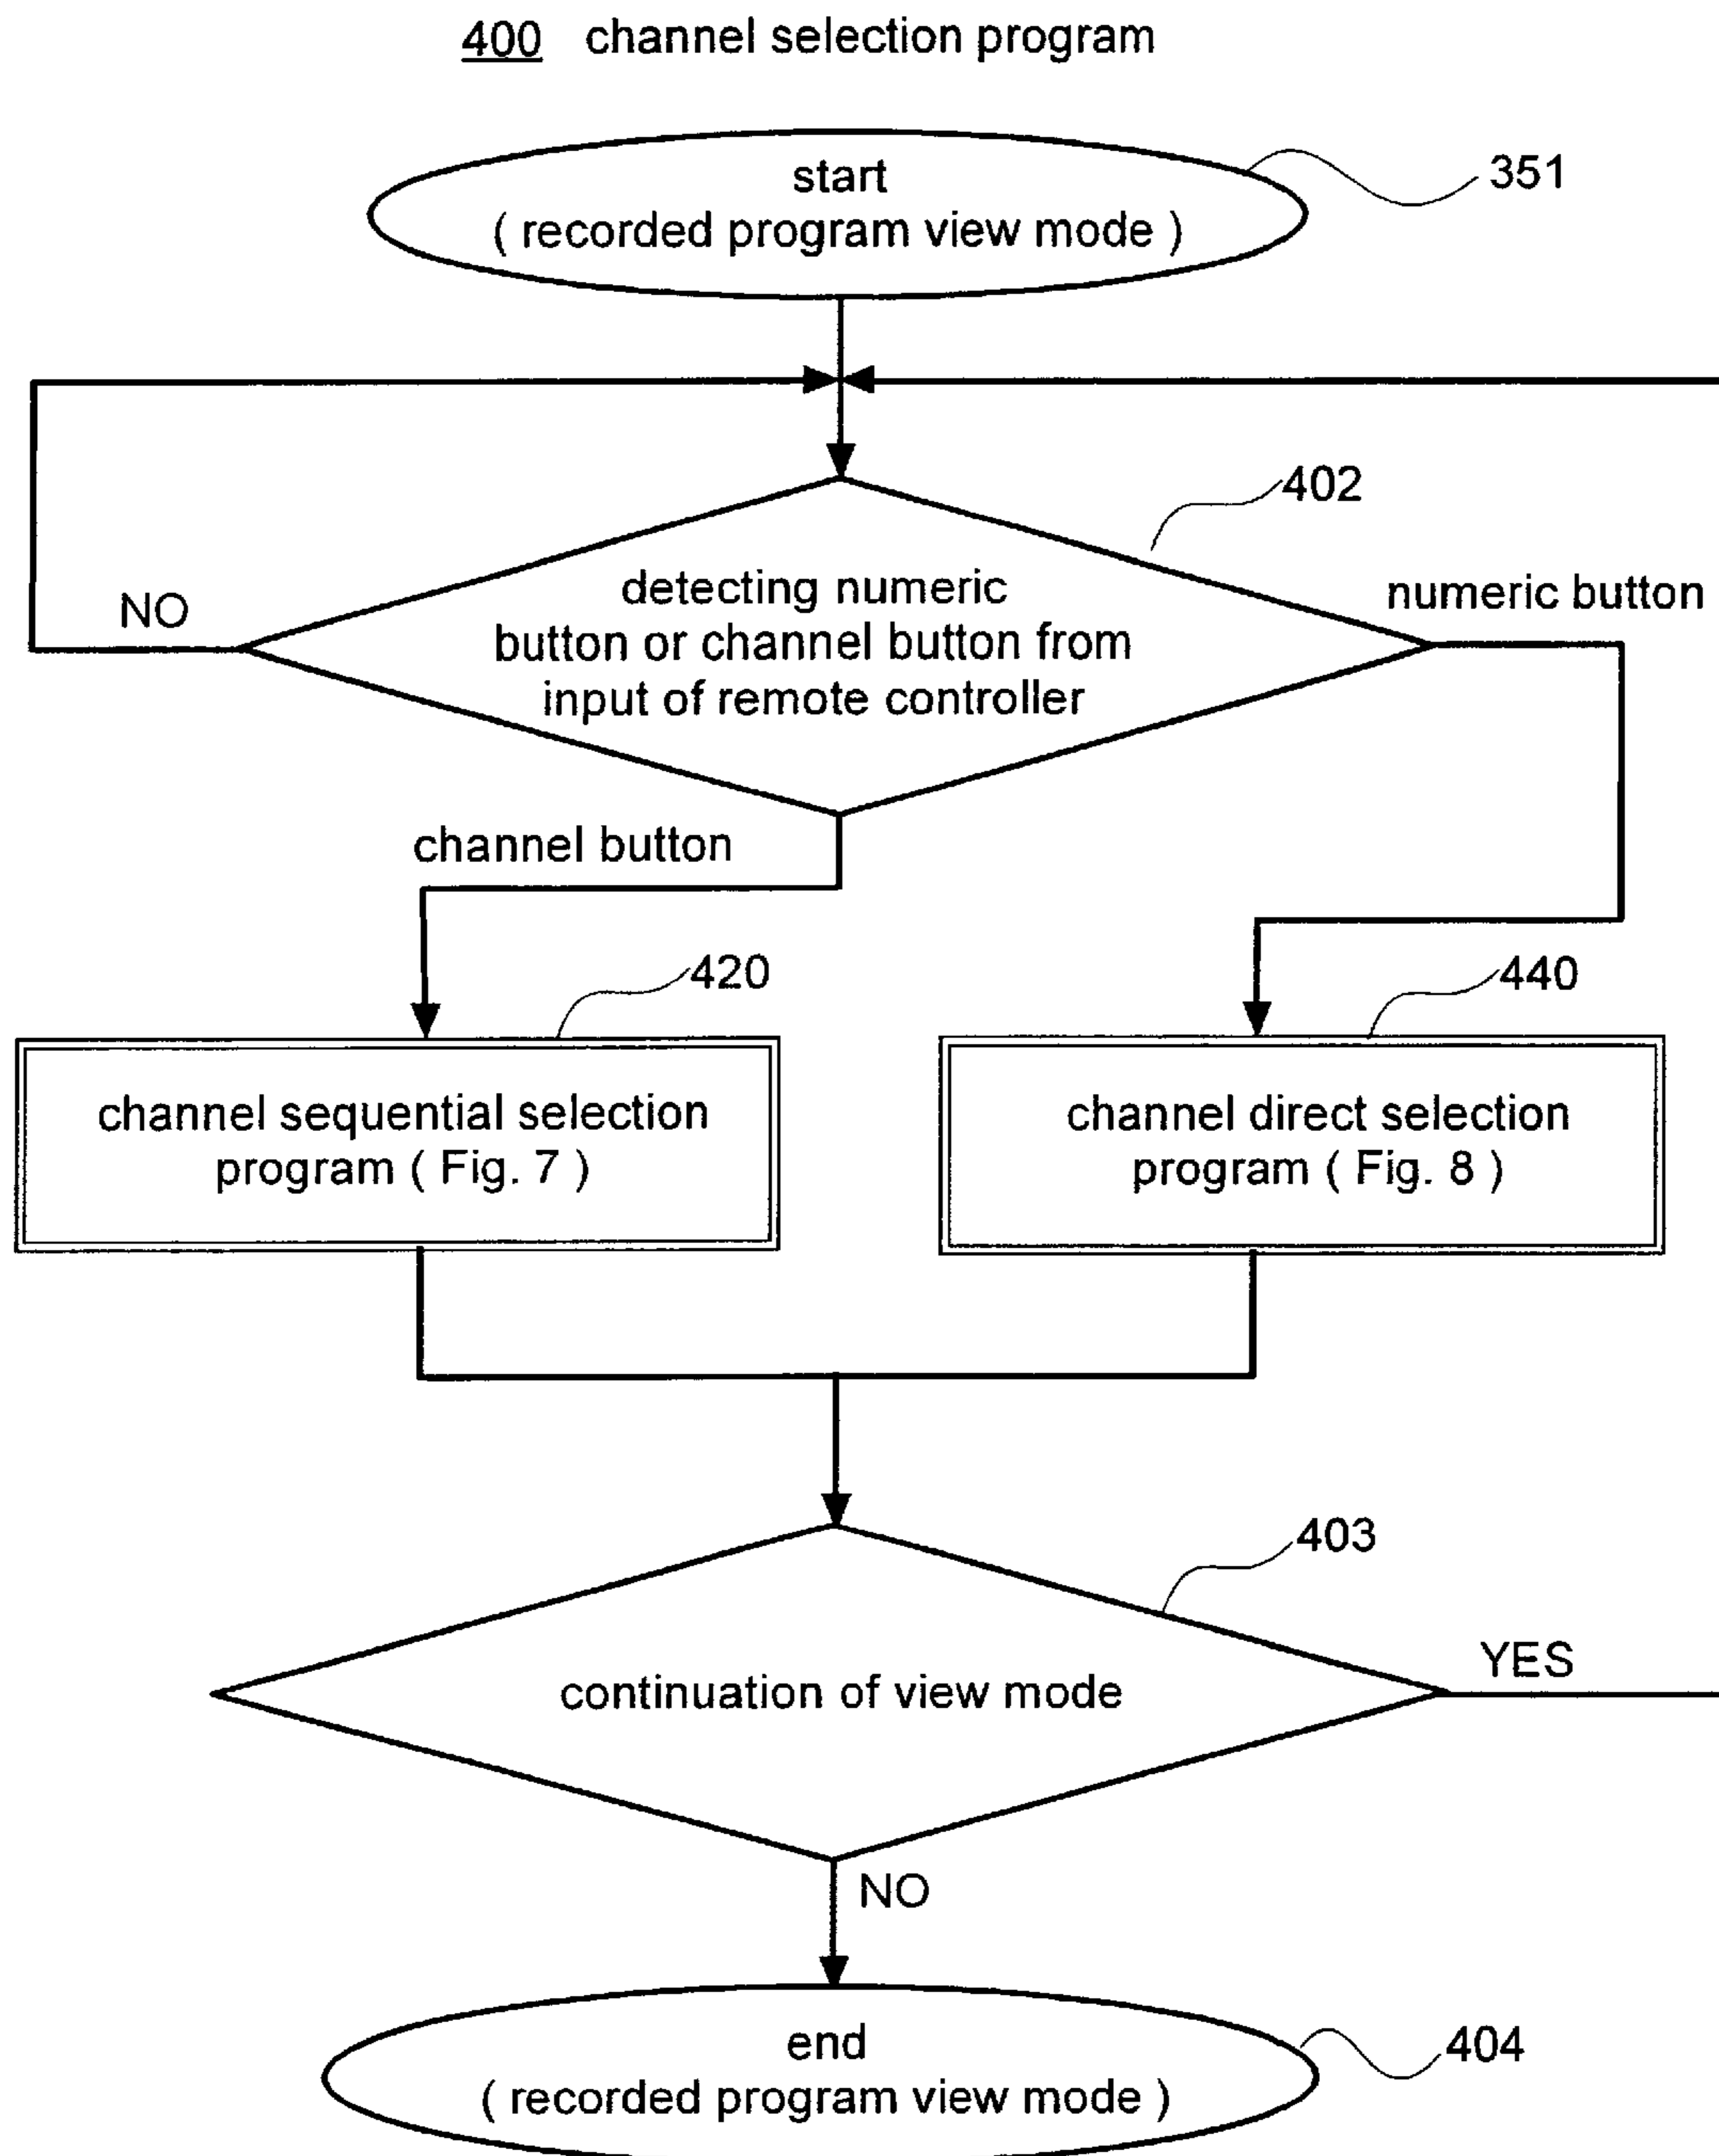 400 channel selection program
start
( recorded program view mode )
351
402
NO
detecting numeric
button or channel button from
input of remote controller
numeric button
channel button
420
440
channel sequential selection
program ( Fig. 7 )
channel direct selection
program ( Fig. 8 )
403
continuation of view mode
YES
NO
end
( recorded program view mode )
404